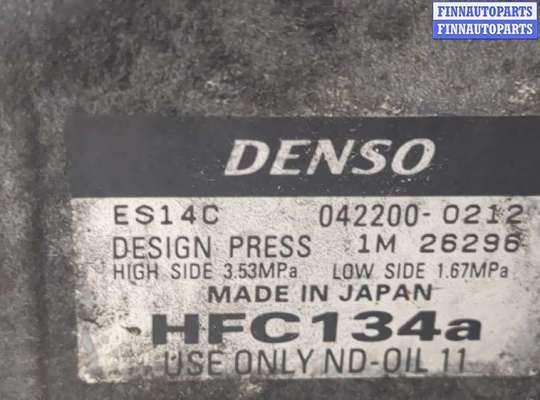 FINNAUTOPARTS
FINNAUTOPARTS
DENSO
ES14C 042200-0212
DESIGN PRESS 1M 26296
HIGH SIDE 3.53MPa LOW SIDE 1.67MPa
MADE IN JAPAN
HFC134a
USE ONLY ND-OIL 11